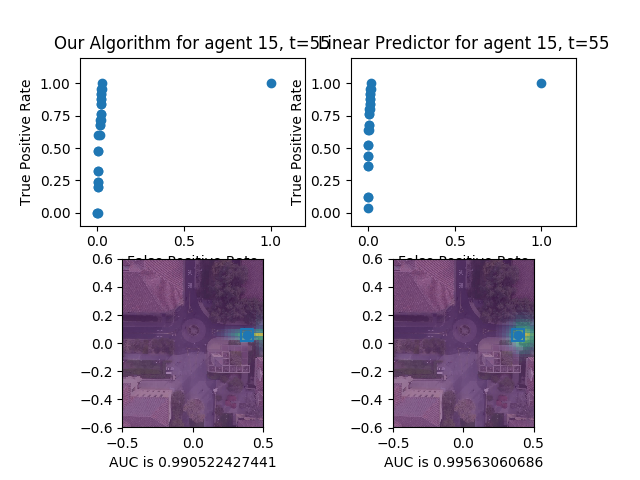 Our Algorithm for agent 15, t=55
Linear Predictor for agent 15, t=55
True Positive Rate
1.00
0.75
0.50
0.25
0.00
0.0 0.5 1.0
False Positive Rate
True Positive Rate
1.00
0.75
0.50
0.25
0.00
0.0 0.5 1.0
False Positive Rate
0.6
0.4
0.2
0.0
−0.2
−0.4
−0.6
−0.5 0.0 0.5
AUC is 0.990522427441
0.6
0.4
0.2
0.0
−0.2
−0.4
−0.6
−0.5 0.0 0.5
AUC is 0.99563060686